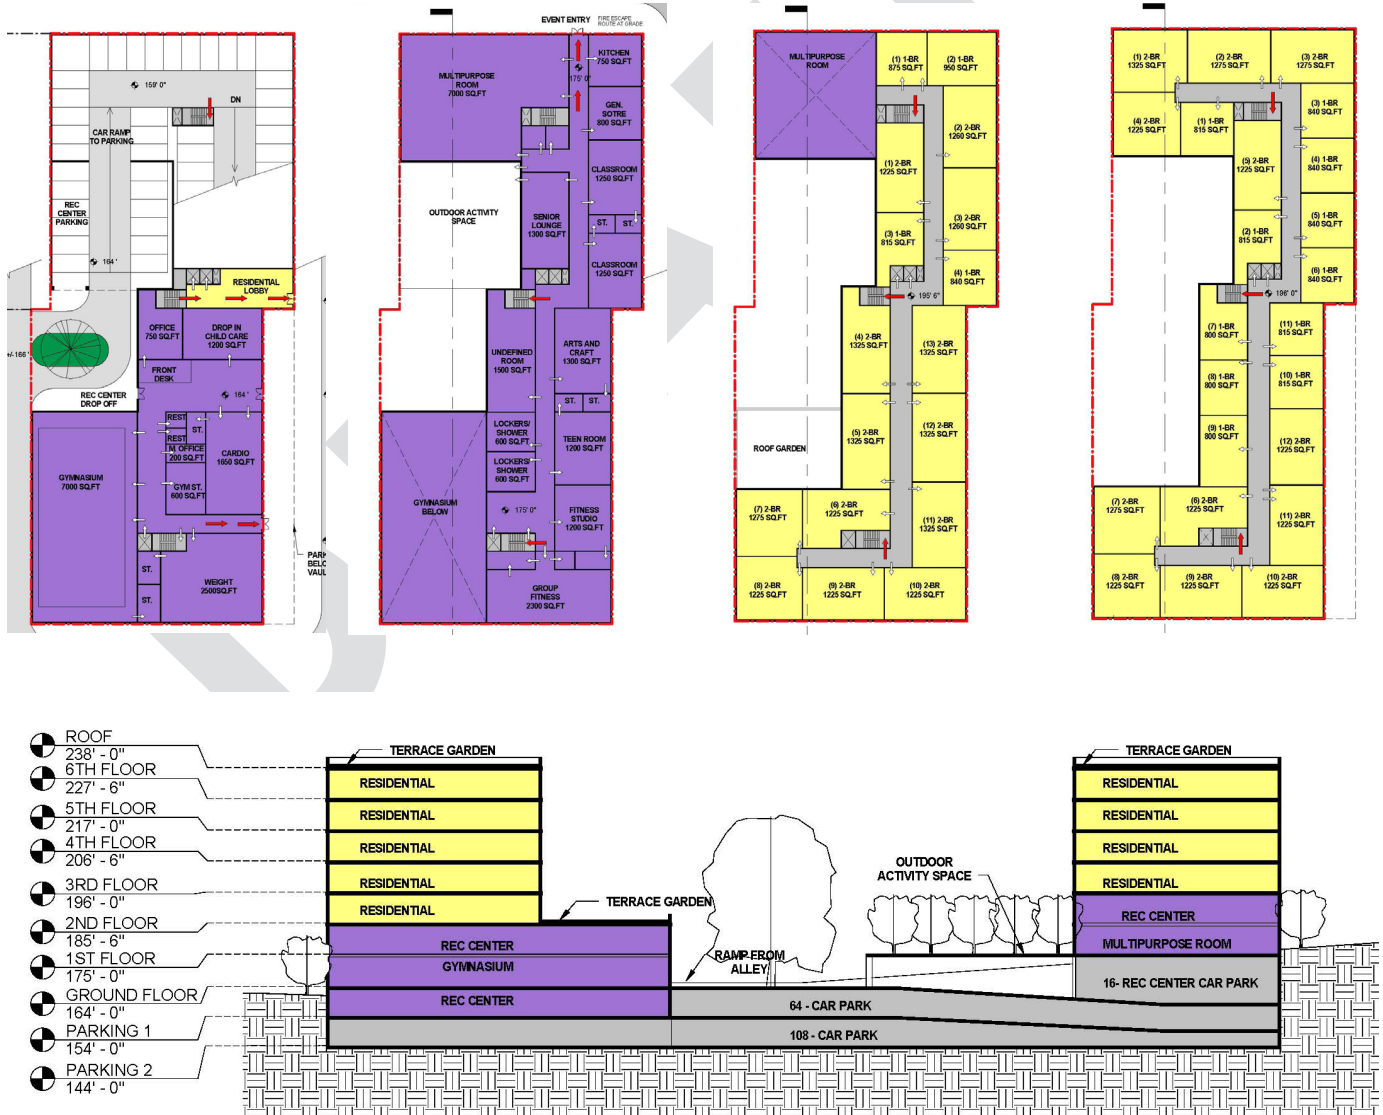 159' 0"
DN
CAR RAMP
TO PARKING
REC
CENTER
PARKING
164 '
RESIDENTIAL
LOBBY
+/-166'
OFFICE
750 SQ.FT
DROP IN
CHILD CARE
1200 SQ.FT
FRONT
DESK
REC CENTER
DROP OFF
164 '
REST
REST
ST.
M. OFFICE
200 SQ.FT
CARDIO
1650 SQ.FT
GYMNASIUM
7000 SQ.FT
GYM ST.
600 SQ.FT
ST.
ST.
WEIGHT
2500SQ.FT
PARK
BELO
VAUL
EVENT ENTRY
FIRE ESCAPE
ROUTE AT GRADE
MULTIPURPOSE
ROOM
7000 SQ.FT
175' 0"
KITCHEN
750 SQ.FT
GEN.
SOTRE
800 SQ.FT
CLASSROOM
1250 SQ.FT
OUTDOOR ACTIVITY
SPACE
SENIOR
LOUNGE
1300 SQ.FT
ST.
ST.
CLASSROOM
1250 SQ.FT
UNDEFINED
ROOM
1500 SQ.FT
ARTS AND
CRAFT
1300 SQ.FT
ST.
ST.
LOCKERS/
SHOWER
600 SQ.FT
TEEN ROOM
1200 SQ.FT
LOCKERS/
SHOWER
600 SQ.FT
GYMNASIUM
BELOW
175' 0"
FITNESS
STUDIO
1200 SQ.FT
GROUP
FITNESS
2300 SQ.FT
MULTIPURPOSE
ROOM
(1) 1-BR
875 SQ.FT
(2) 1-BR
950 SQ.FT
(2) 2-BR
1260 SQ.FT
(1) 2-BR
1225 SQ.FT
(3) 2-BR
1260 SQ.FT
(3) 1-BR
815 SQ.FT
(4) 1-BR
840 SQ.FT
195' 6"
(4) 2-BR
1325 SQ.FT
(13) 2-BR
1325 SQ.FT
(5) 2-BR
1325 SQ.FT
(12) 2-BR
1325 SQ.FT
ROOF GARDEN
(7) 2-BR
1275 SQ.FT
(6) 2-BR
1225 SQ.FT
(11) 2-BR
1325 SQ.FT
(8) 2-BR
1225 SQ.FT
(9) 2-BR
1225 SQ.FT
(10) 2-BR
1225 SQ.FT
(1) 2-BR
1325 SQ.FT
(2) 2-BR
1275 SQ.FT
(3) 2-BR
1275 SQ.FT
(4) 2-BR
1225 SQ.FT
(1) 1-BR
815 SQ.FT
(3) 1-BR
840 SQ.FT
(5) 2-BR
1225 SQ.FT
(4) 1-BR
840 SQ.FT
(2) 1-BR
815 SQ.FT
(5) 1-BR
840 SQ.FT
(6) 1-BR
840 SQ.FT
196' 0"
(7) 1-BR
800 SQ.FT
(11) 1-BR
815 SQ.FT
(8) 1-BR
800 SQ.FT
(10) 1-BR
815 SQ.FT
(9) 1-BR
800 SQ.FT
(12) 2-BR
1225 SQ.FT
(7) 2-BR
1275 SQ.FT
(6) 2-BR
1225 SQ.FT
(11) 2-BR
1225 SQ.FT
(8) 2-BR
1225 SQ.FT
(9) 2-BR
1225 SQ.FT
(10) 2-BR
1225 SQ.FT
ROOF
238' - 0"
6TH FLOOR
227' - 6"
5TH FLOOR
217' - 0"
4TH FLOOR
206' - 6"
3RD FLOOR
196' - 0"
2ND FLOOR
185' - 6"
1ST FLOOR
175' - 0"
GROUND FLOOR
164' - 0"
PARKING 1
154' - 0"
PARKING 2
144' - 0"
TERRACE GARDEN
RESIDENTIAL
RESIDENTIAL
RESIDENTIAL
RESIDENTIAL
RESIDENTIAL
TERRACE GARDEN
REC CENTER
GYMNASIUM
REC CENTER
RAMP FROM
ALLEY
64 - CAR PARK
108 - CAR PARK
OUTDOOR
ACTIVITY SPACE
TERRACE GARDEN
RESIDENTIAL
RESIDENTIAL
RESIDENTIAL
RESIDENTIAL
REC CENTER
MULTIPURPOSE ROOM
16- REC CENTER CAR PARK